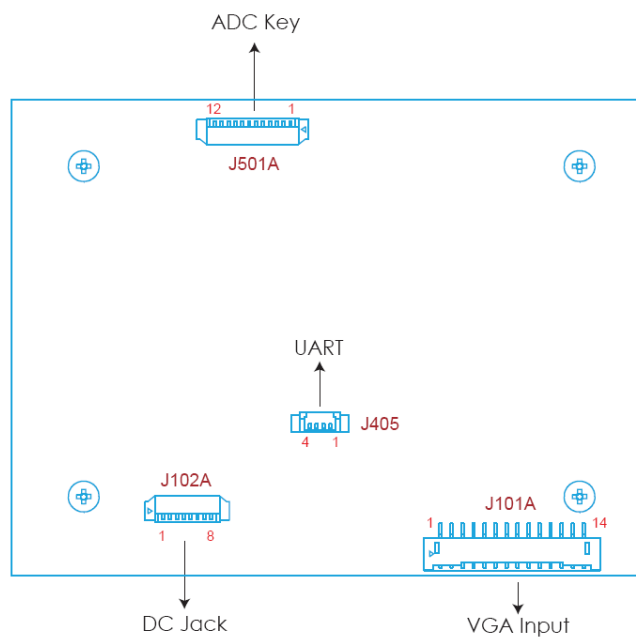 ADC Key
12 1
J501A
UART
J405
4 1
J102A
1 8
J101A
1 14
DC Jack
VGA Input